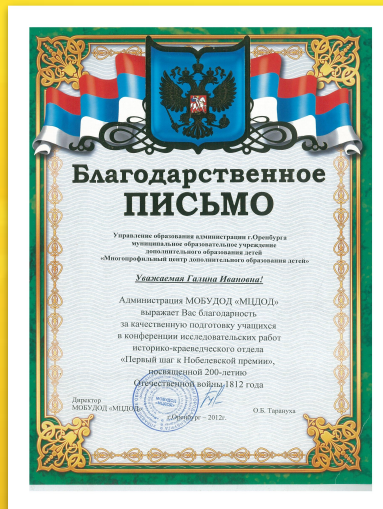 Благодарственное
ПИСЬМО
Управление образования администрации г.Оренбурга
муниципальное образовательное учреждение
дополнительного образования детей
«Многопрофильный центр дополнительного образования детей»
Уважаемая Галина Ивановна!
Администрация МОБУДОД «МЦДОД»
выражает Вас благодарность
за качественную подготовку учащихся
в конференции исследовательских работ
историко-краеведческого отдела
«Первый шаг к Нобелевской премии»,
посвященной 200-летию
Отечественной войны 1812 года
Директор
МОБУДОД «МЦДОД»
О.Б. Тарануха
г.Оренбург – 2012г.